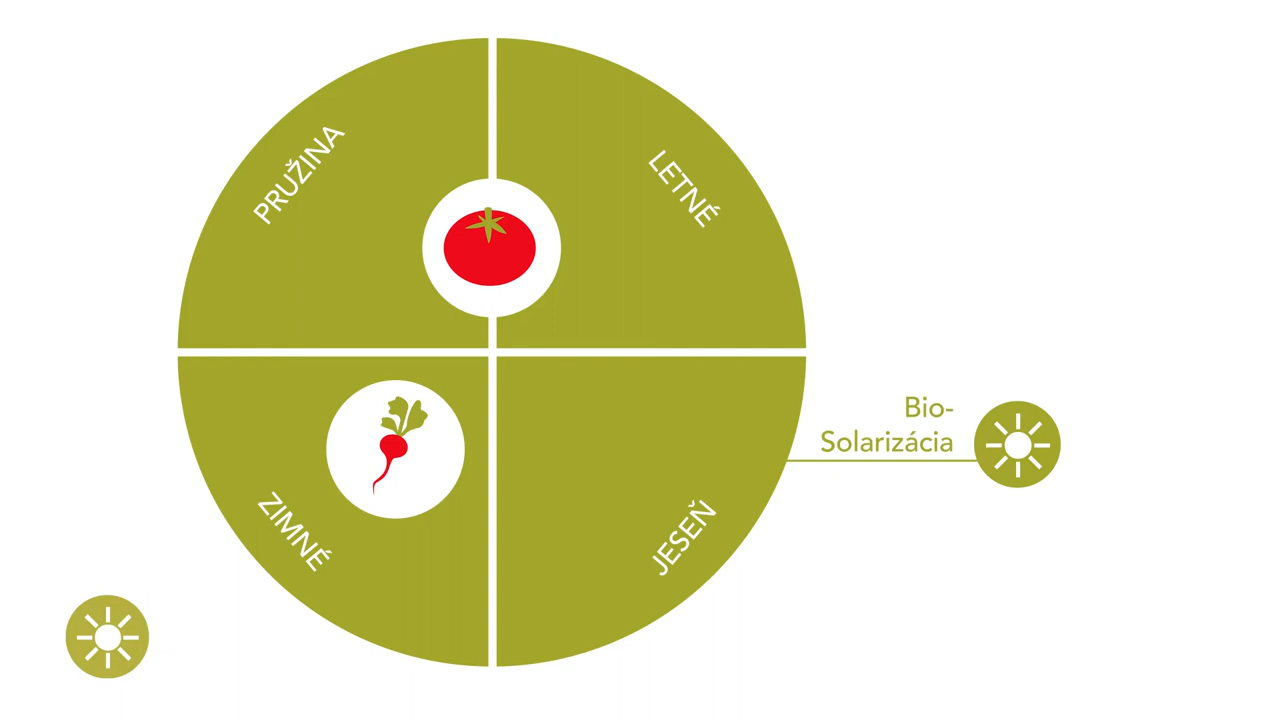 PRUŽINA
LETNÉ
Bio-
Solarizácia
ZIMNÉ
JESEŇ